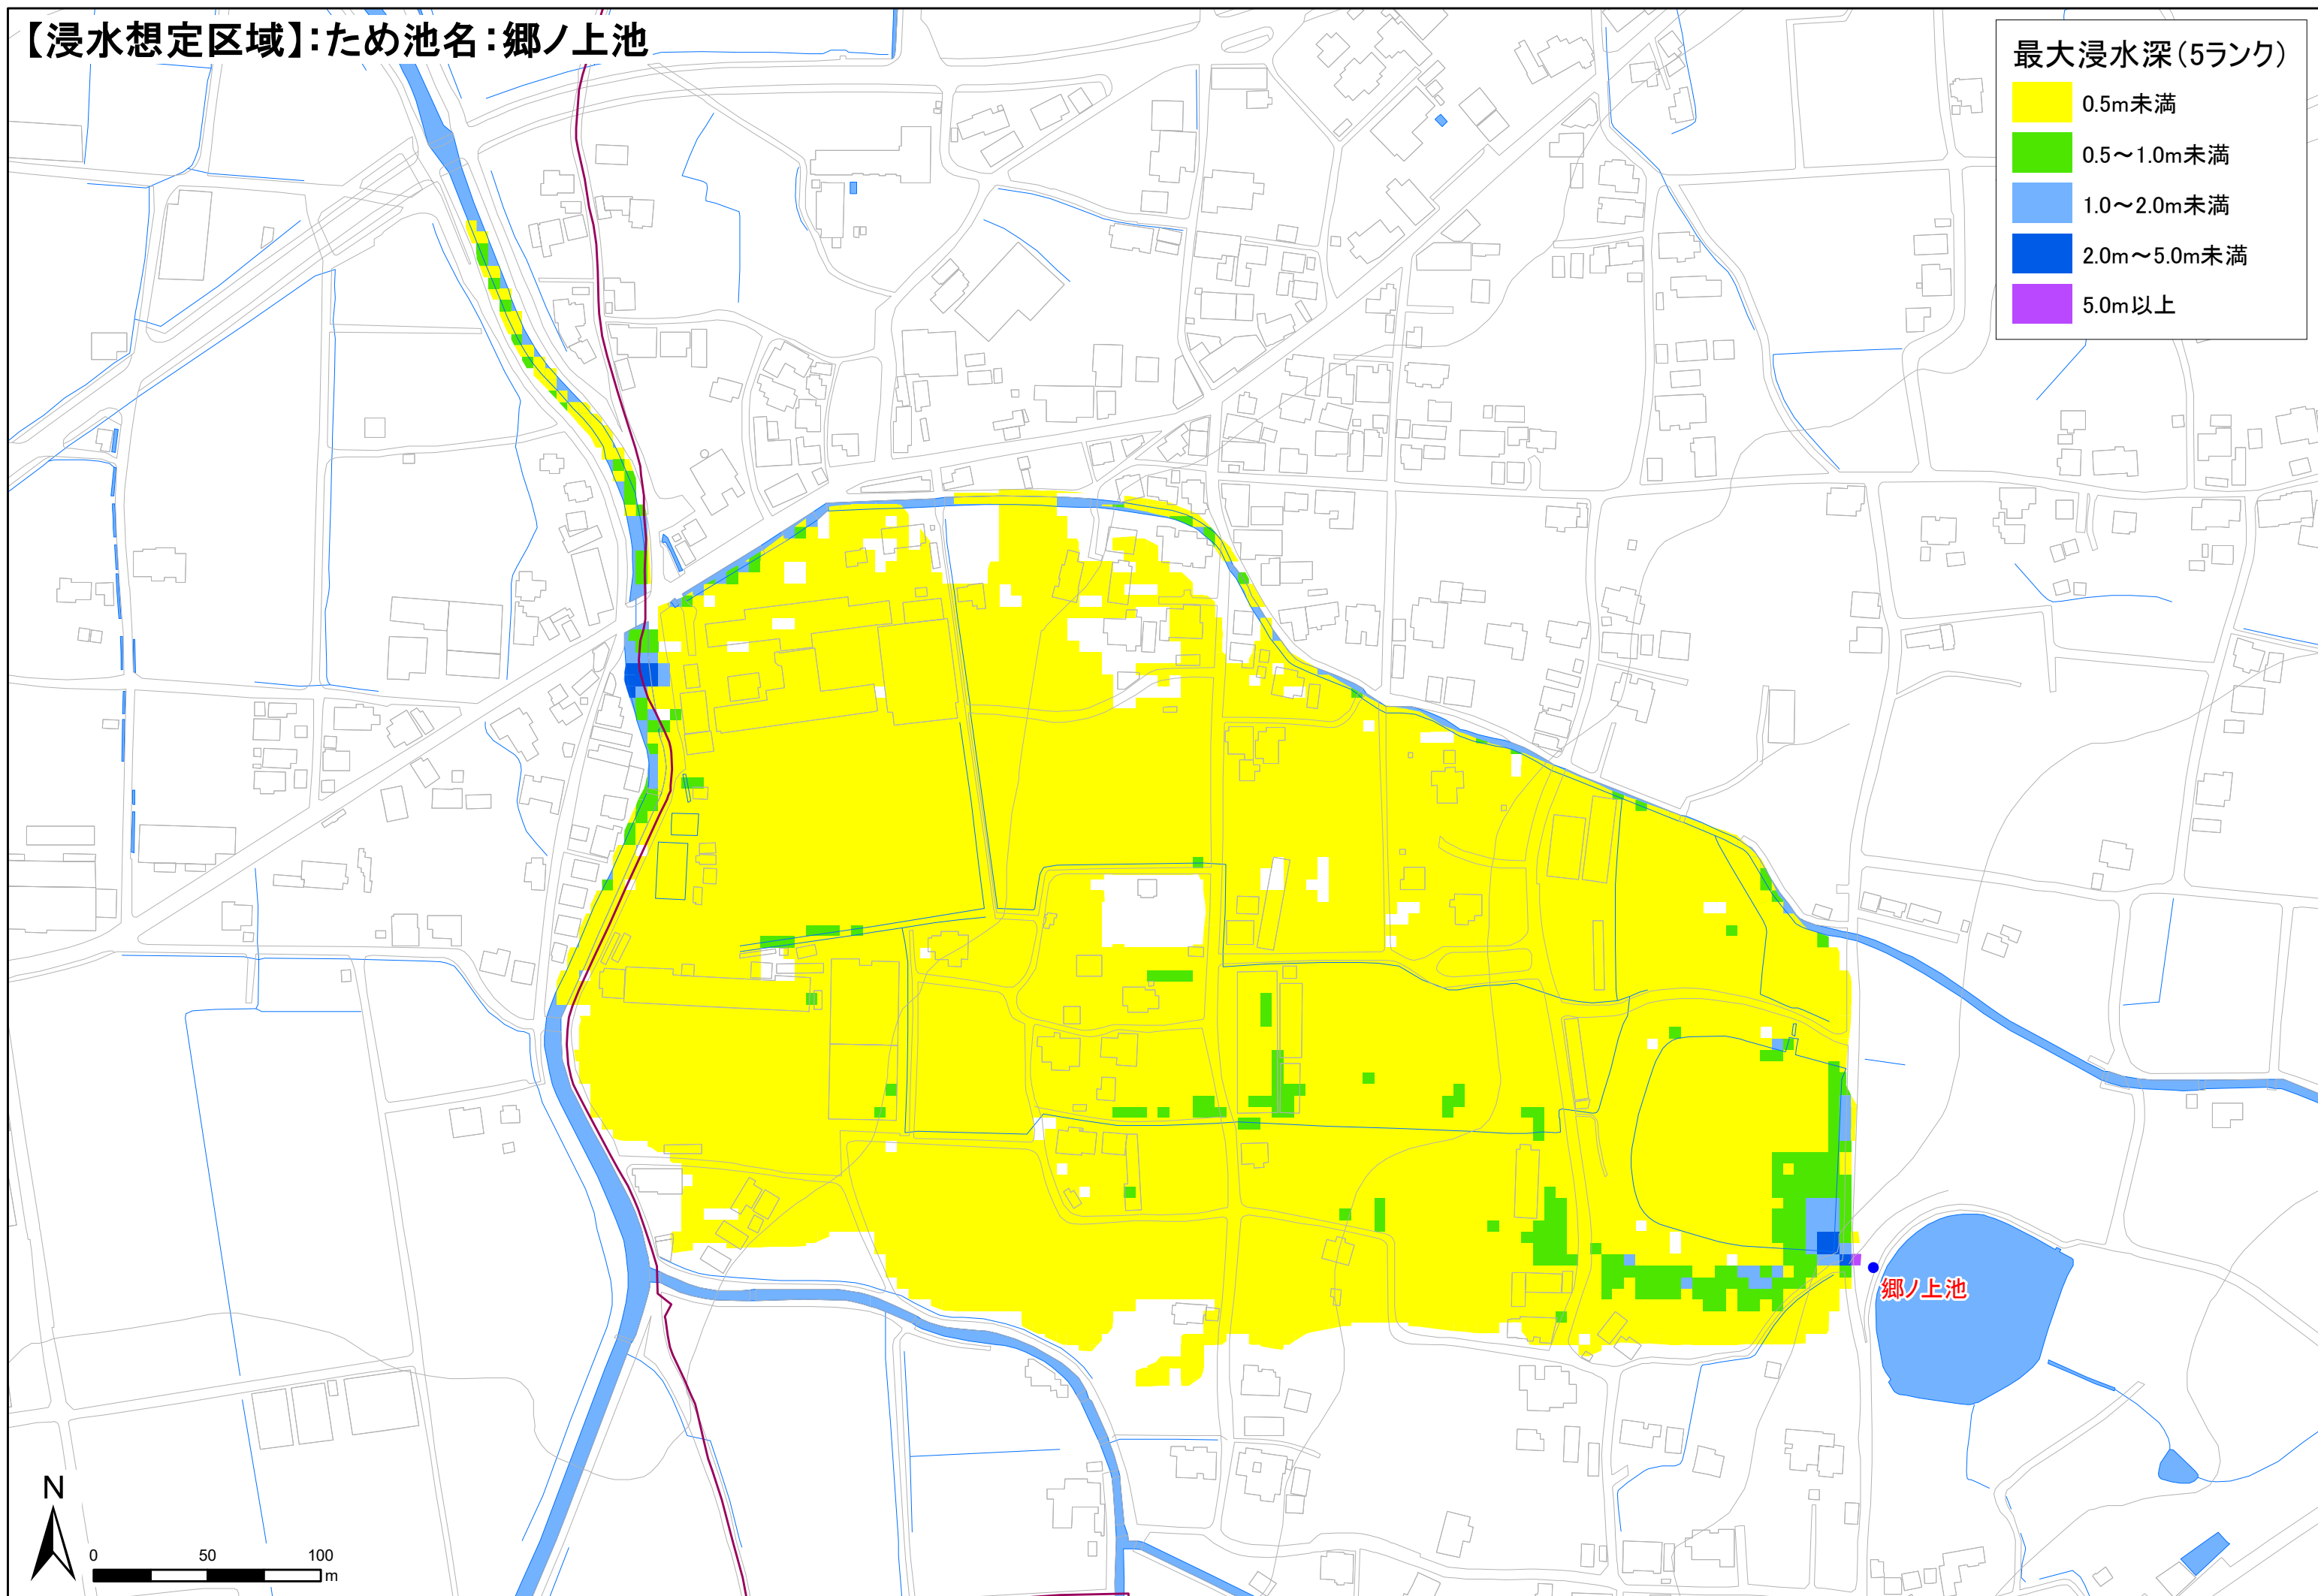 【浸水想定区域】:ため池名:郷ノ上池
最大浸水深(5ランク)
0.5m未満
0.5～1.0m未満
1.0～2.0m未満
2.0m～5.0m未満
5.0m以上
郷ノ上池
N
0 50 100
m